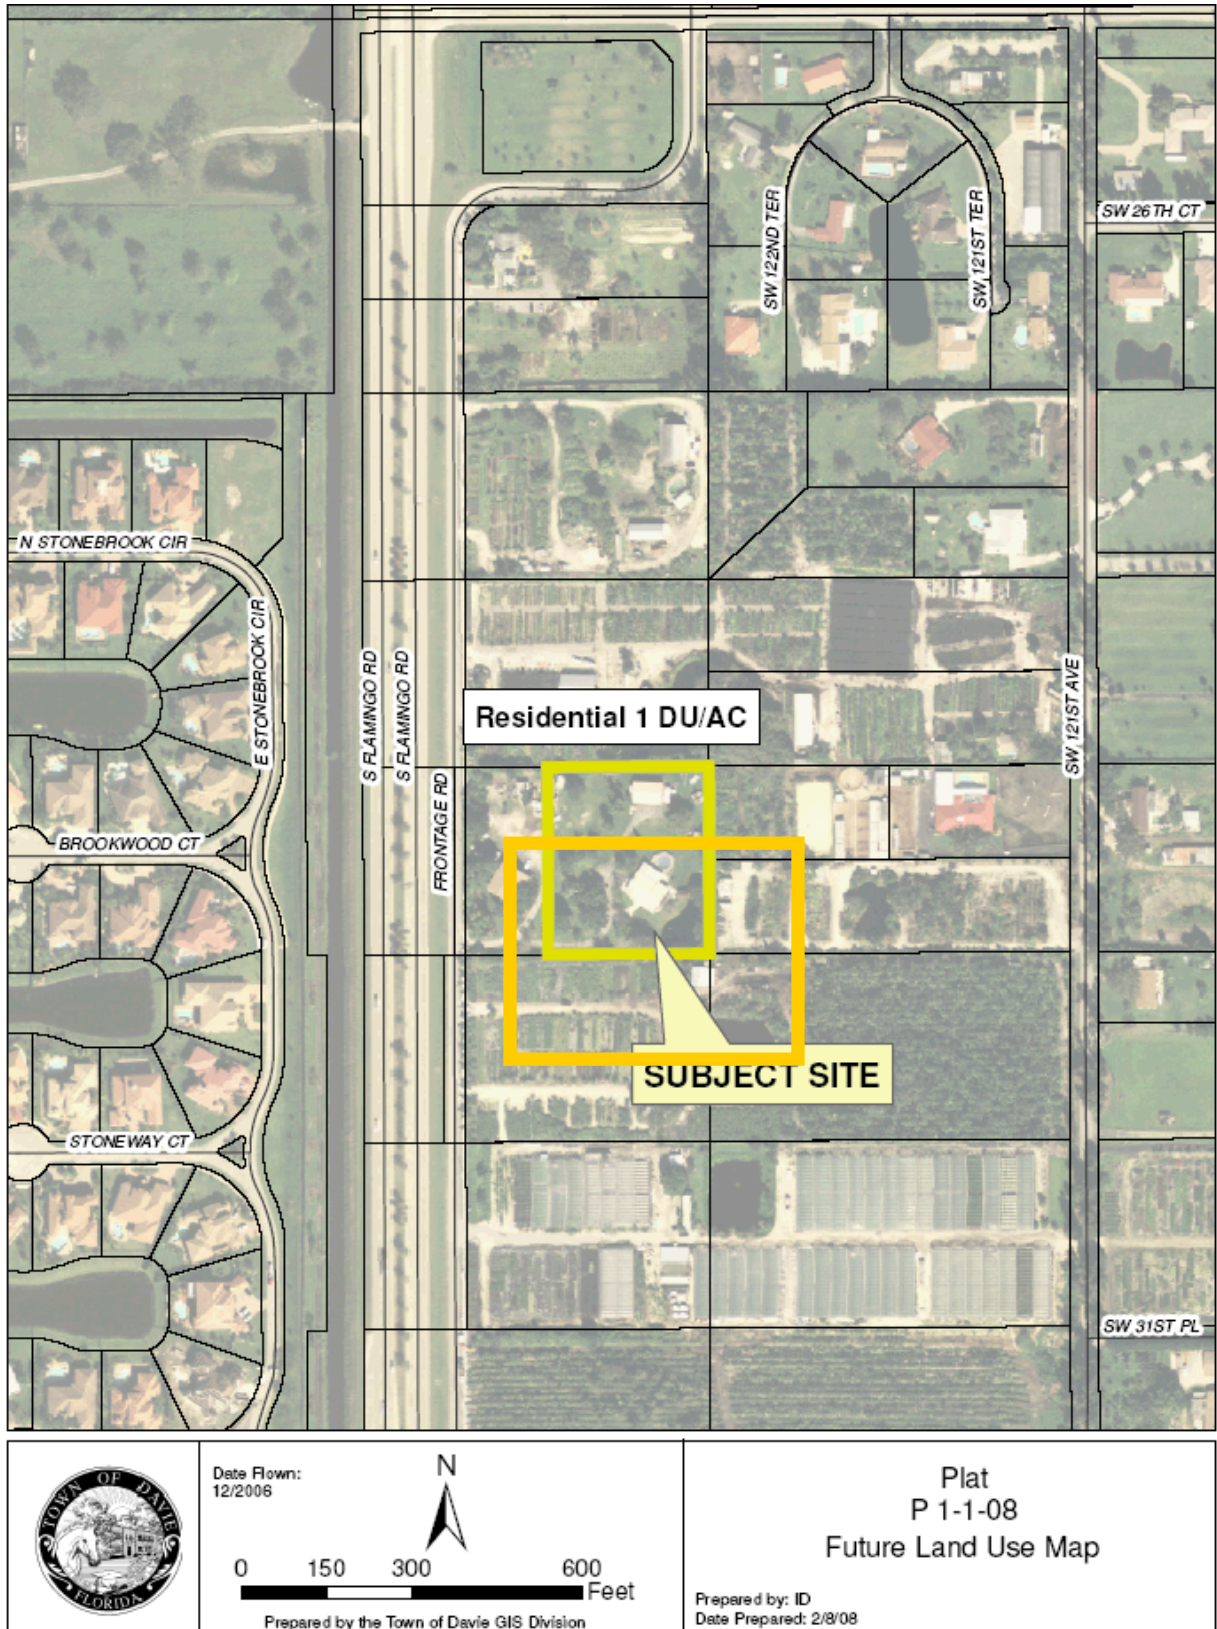 SW 26TH CT
SW 122ND TER
SW 121ST TER
N STONEBROOK CIR
E STONEBROOK CIR
S FLAMINGO RD
S FLAMINGO RD
SW 121ST AVE
Residential 1 DU/AC
FRONTAGE RD
BROOKWOOD CT
SUBJECT SITE
STONEWAY CT
SW 31ST PL
TOWN OF DAVIE
FLORIDA
Date Flown:
12/2006
N
0 150 300 600
Feet
Prepared by the Town of Davie GIS Division
Plat
P 1-1-08
Future Land Use Map
Prepared by: ID
Date Prepared: 2/8/08